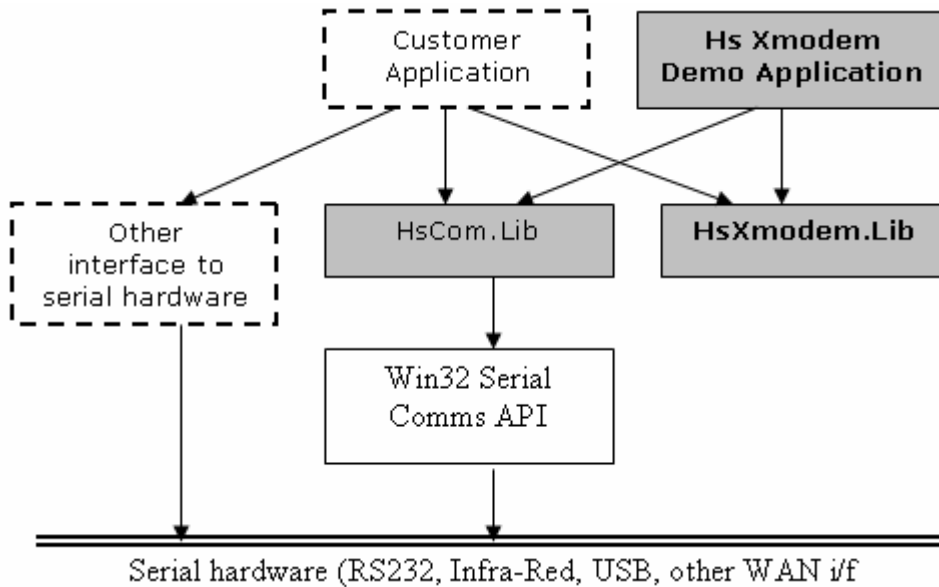 Customer
Application
Hs Xmodem
Demo Application
Other
interface to
serial hardware
HsCom.Lib
HsXmodem.Lib
Win32 Serial
Comms API
Serial hardware (RS232, Infra-Red, USB, other WAN i/f